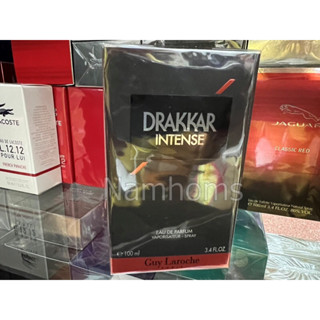 DRAKKAR
INTENSE
Namhoms
EAU DE PARFUM
VAPORISATEUR • SPRAY
e 100 ml
3.4 FL.OZ
Guy Laroche
COSTE
L.12.12
POUR LUI
JAGUAR
CLASSIC RED